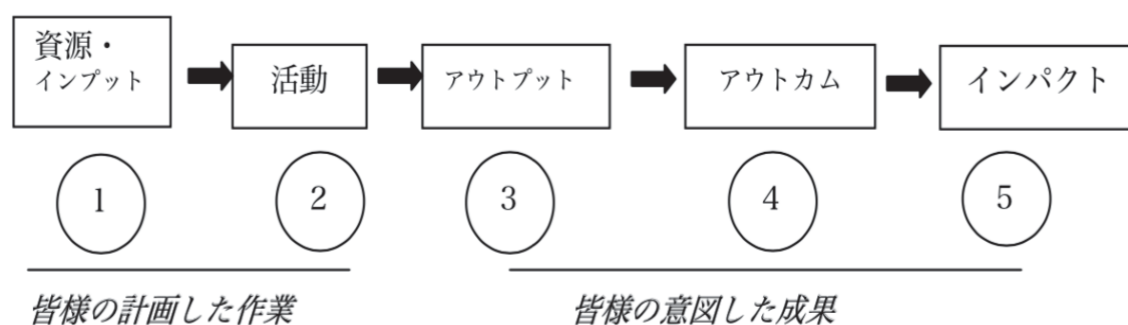 資源・
インプット
活動
アウトプット
アウトカム
インパクト
1
2
3
4
5
皆様の計画した作業
皆様の意図した成果